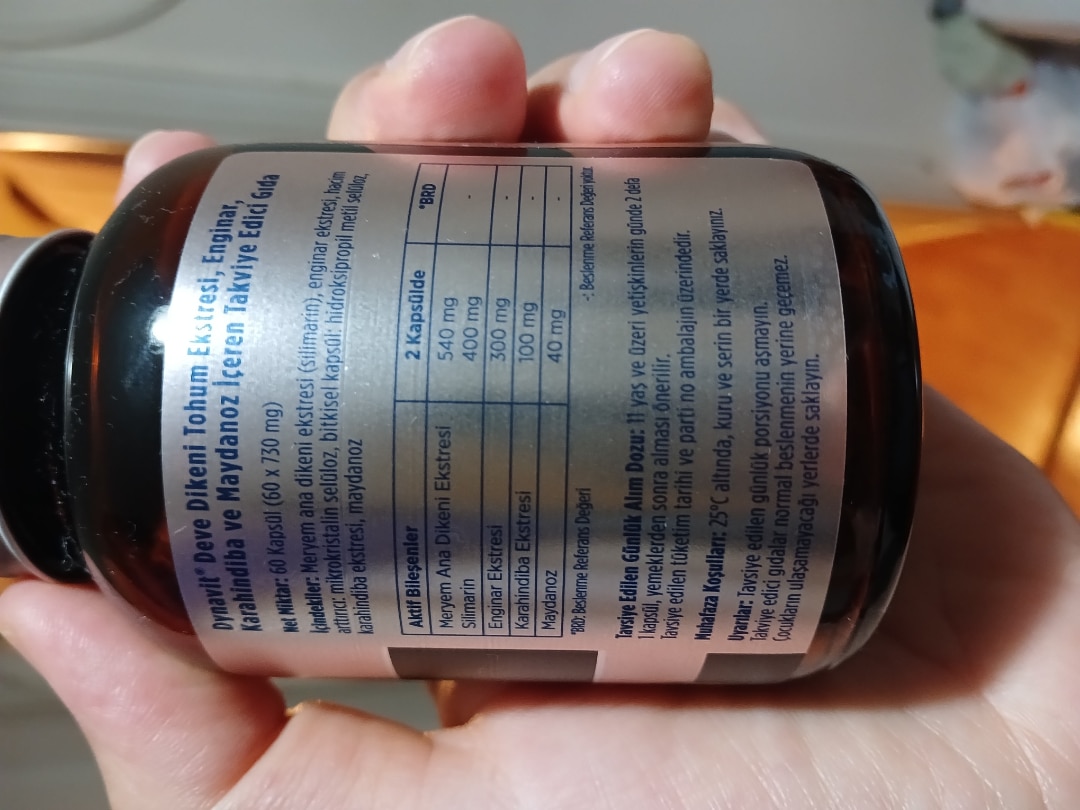 Dynavit® Deve Dikeni Tohum Ekstresi, Enginar,
Karahindiba ve Maydanoz İçeren Takviye Edici Gıda
Net Miktar: 60 Kapsül (60 x 730 mg)
İçindekiler: Meryem ana dikeni ekstresi (silimarin), enginar ekstresi, hacim
arttırıcı: mikrokristalin selüloz, bitkisel kapsül: hidroksipropil metil selüloz,
karahindiba ekstresi, maydanoz
Aktif Bileşenler 2 Kapsülde *BRD
Meryem Ana Dikeni Ekstresi 540 mg -
Silimarin 400 mg
Enginar Ekstresi 300 mg -
Karahindiba Ekstresi 100 mg -
Maydanoz 40 mg -
*BRD: Beslenme Referans Değeri -: Beslenme Referans Değeri yoktur.
Tavsiye Edilen Günlük Alım Dozu: 11 yaş ve üzeri yetişkinlerin günde 2 defa
1 kapsül, yemeklerden sonra alması önerilir.
Tavsiye edilen tüketim tarihi ve parti no ambalajın üzerindedir.
Muhafaza Koşulları: 25°C altında, kuru ve serin bir yerde saklayınız.
Uyarılar: Tavsiye edilen günlük porsiyonu aşmayın.
Takviye edici gıdalar normal beslenmenin yerine geçemez.
Çocukların ulaşamayacağı yerlerde saklayın.